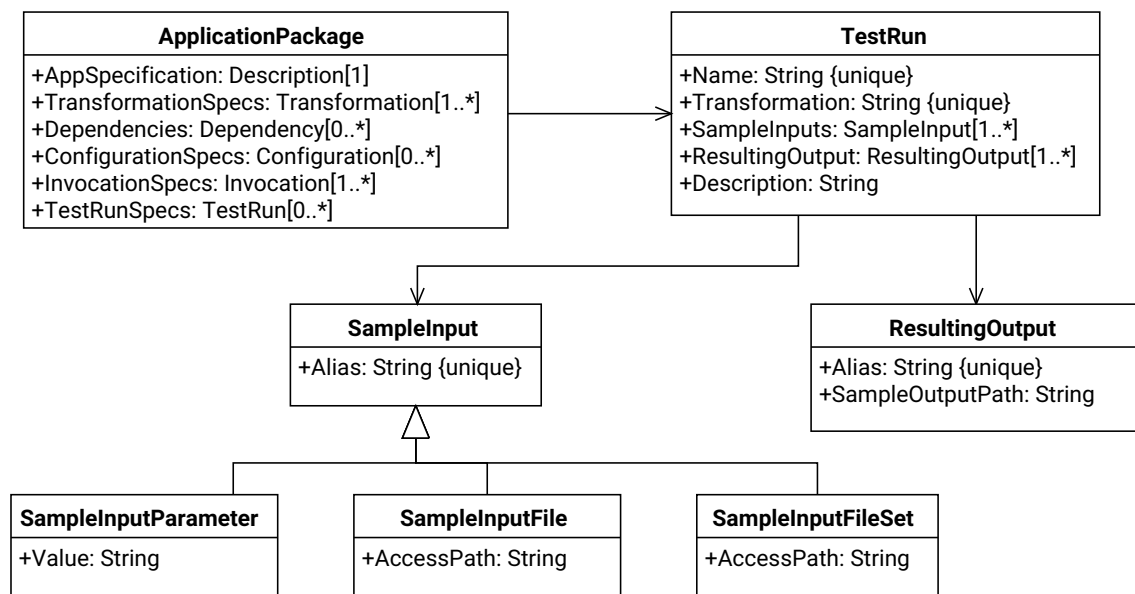 ApplicationPackage
+AppSpecification: Description[1]
+TransformationSpecs: Transformation[1..*]
+Dependencies: Dependency[0..*]
+ConfigurationSpecs: Configuration[0..*]
+InvocationSpecs: Invocation[1..*]
+TestRunSpecs: TestRun[0..*]
TestRun
+Name: String {unique}
+Transformation: String {unique}
+SampleInputs: SampleInput[1..*]
+ResultingOutput: ResultingOutput[1..*]
+Description: String
SampleInput
+Alias: String {unique}
ResultingOutput
+Alias: String {unique}
+SampleOutputPath: String
SampleInputParameter
+Value: String
SampleInputFile
+AccessPath: String
SampleInputFileSet
+AccessPath: String